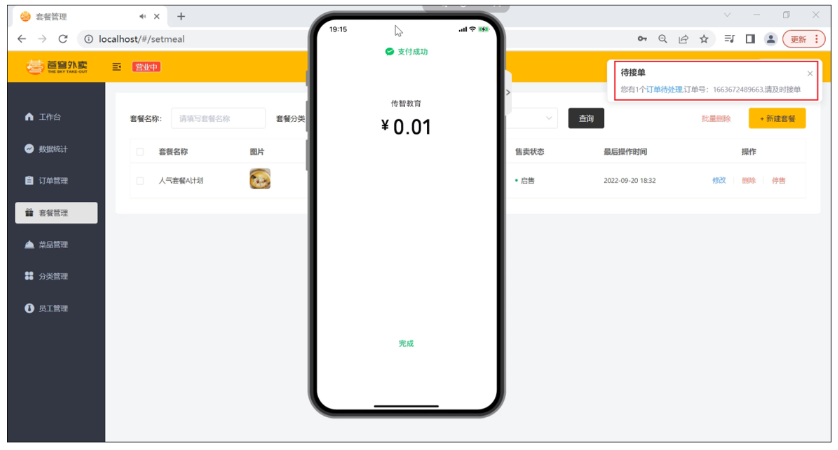 套餐管理
localhost/#/setmeal
更新
苍穹外卖
THE SKY TAKE-OUT
营业中
待接单
您有1个订单待处理,订单号：1663672489663,请及时接单
工作台
数据统计
订单管理
套餐管理
菜品管理
分类管理
员工管理
套餐名称:
请填写套餐名称
套餐分类
查询
批量删除
+ 新建套餐
套餐名称
图片
售卖状态
最后操作时间
操作
人气套餐A计划
启售
2022-09-20 18:32
修改
删除
停售
19:15
支付成功
传智教育
¥0.01
完成